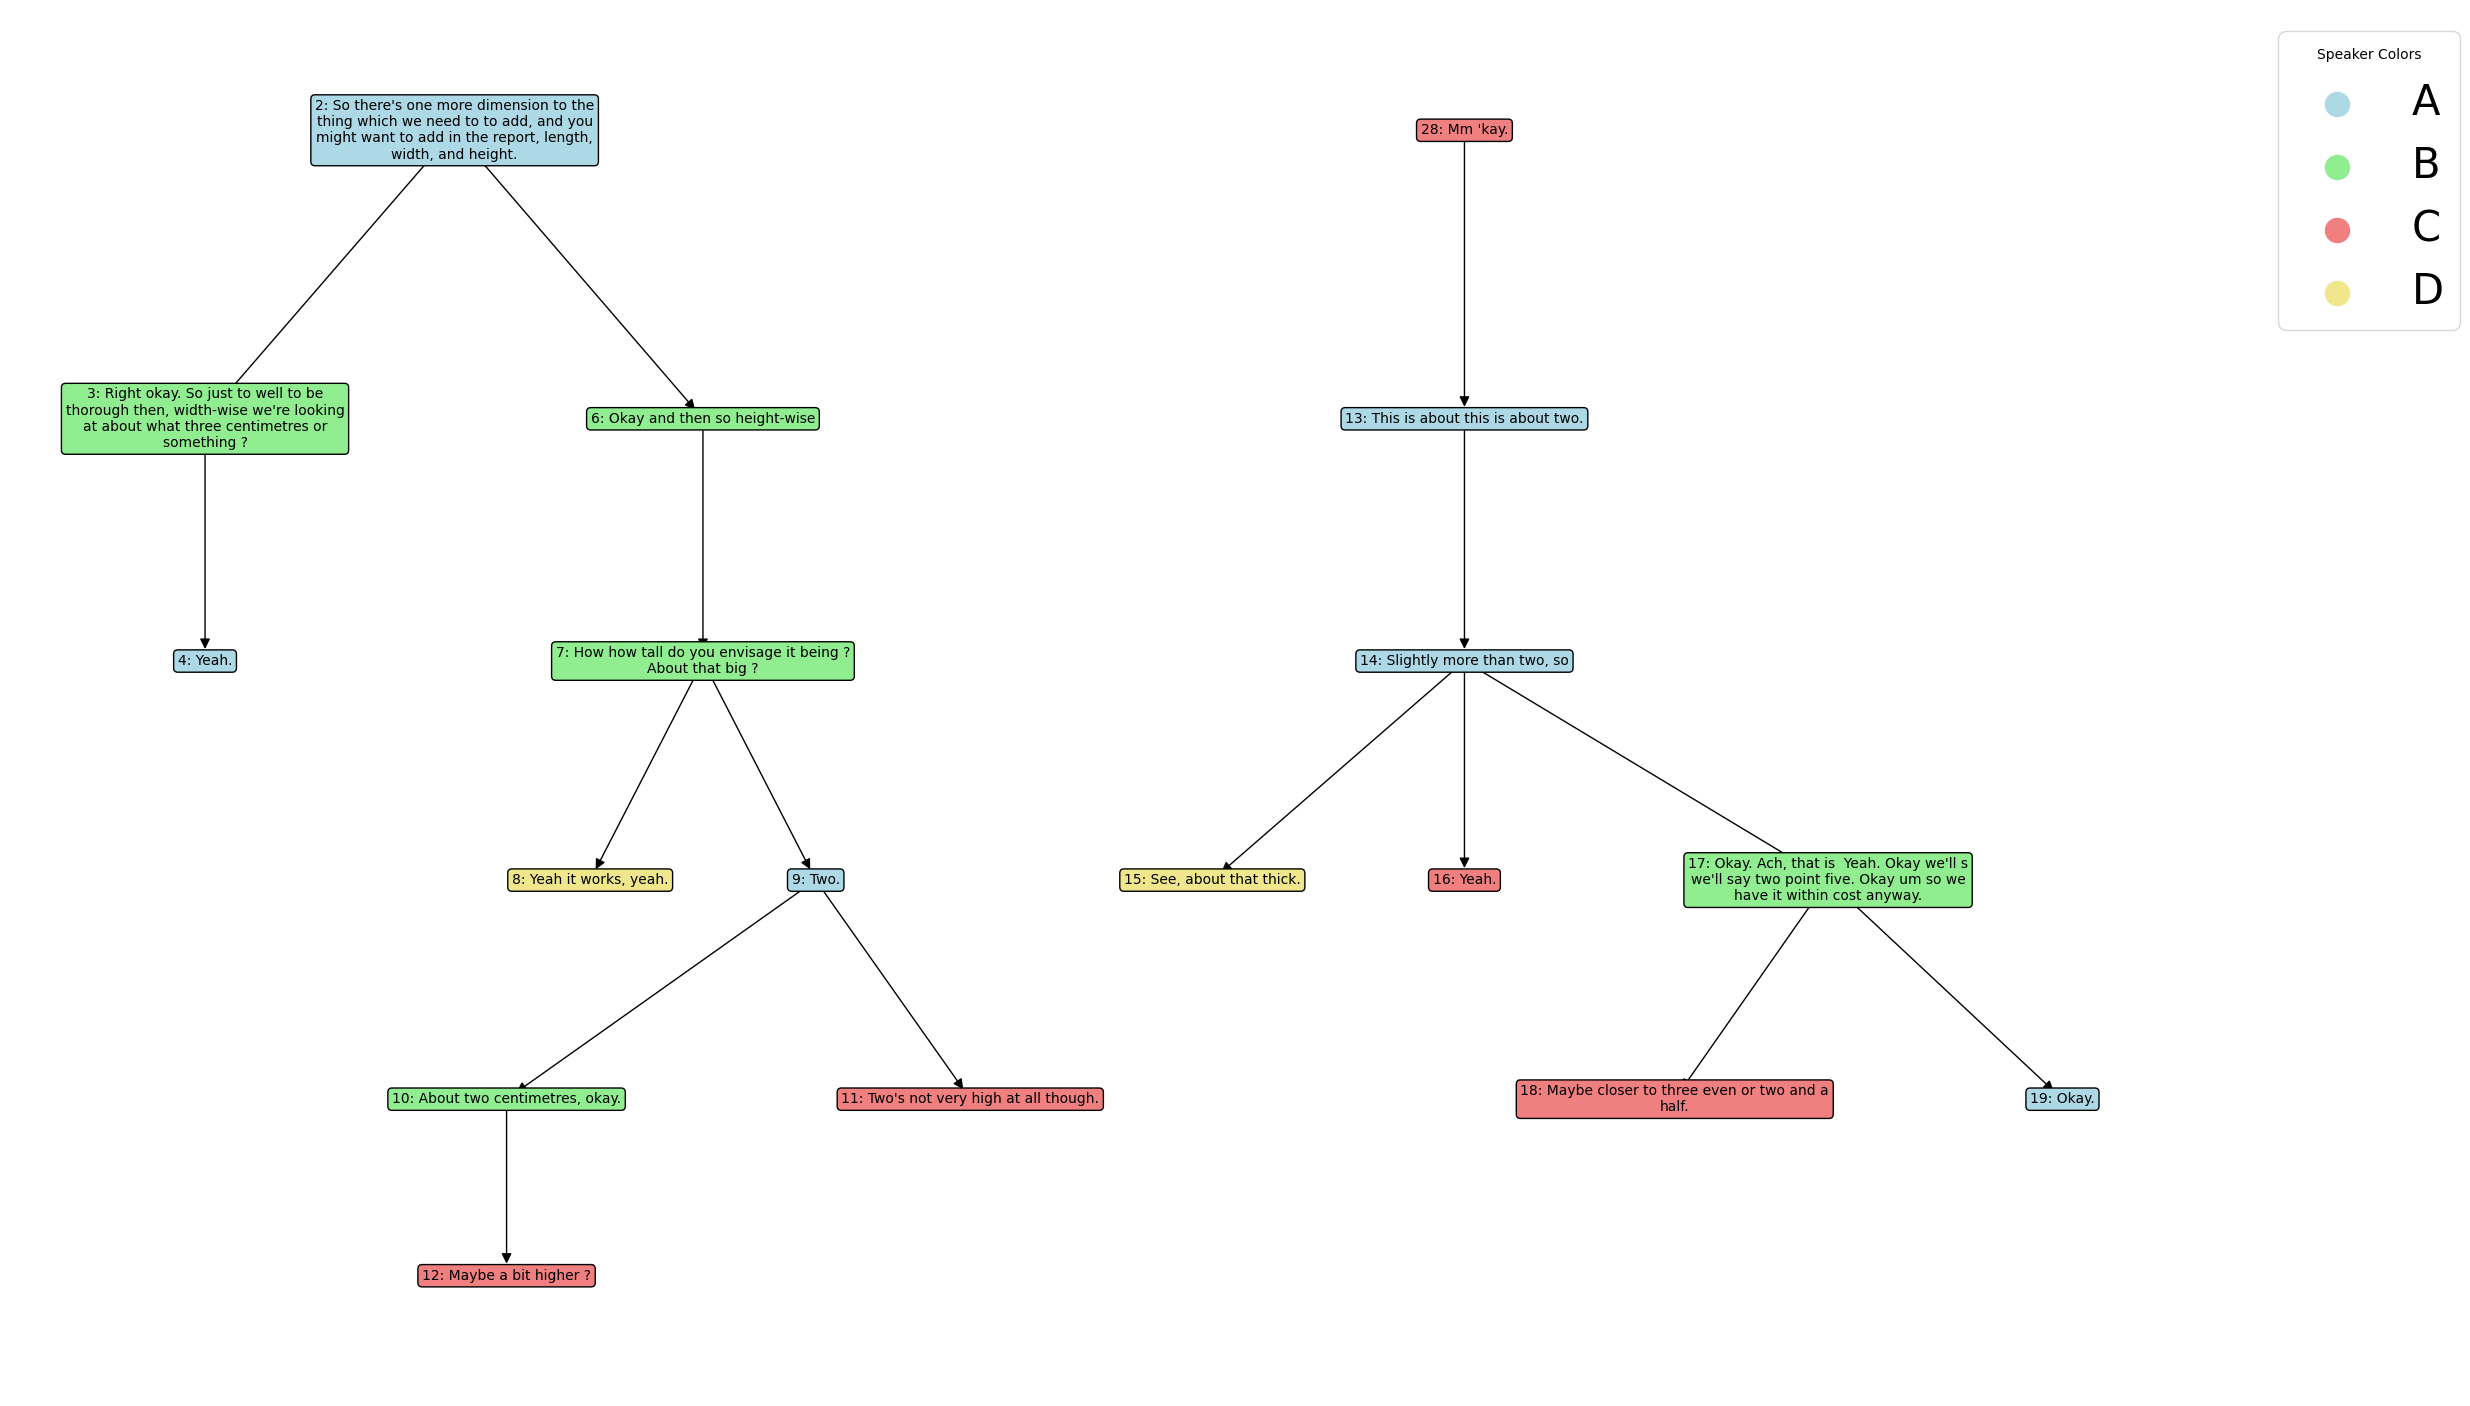 2: So there's one more dimension to the
thing which we need to to add, and you
might want to add in the report, length,
width, and height.
28: Mm 'kay.
Speaker Colors
A
B
C
D
3: Right okay. So just to well to be
thorough then, width-wise we're looking
at about what three centimetres or
something ?
6: Okay and then so height-wise
13: This is about this is about two.
4: Yeah.
7: How how tall do you envisage it being ?
About that big ?
14: Slightly more than two, so
8: Yeah it works, yeah.
9: Two.
15: See, about that thick.
16: Yeah.
17: Okay. Ach, that is  Yeah. Okay we'll s
we'll say two point five. Okay um so we
have it within cost anyway.
10: About two centimetres, okay.
11: Two's not very high at all though.
18: Maybe closer to three even or two and a
half.
19: Okay.
12: Maybe a bit higher ?